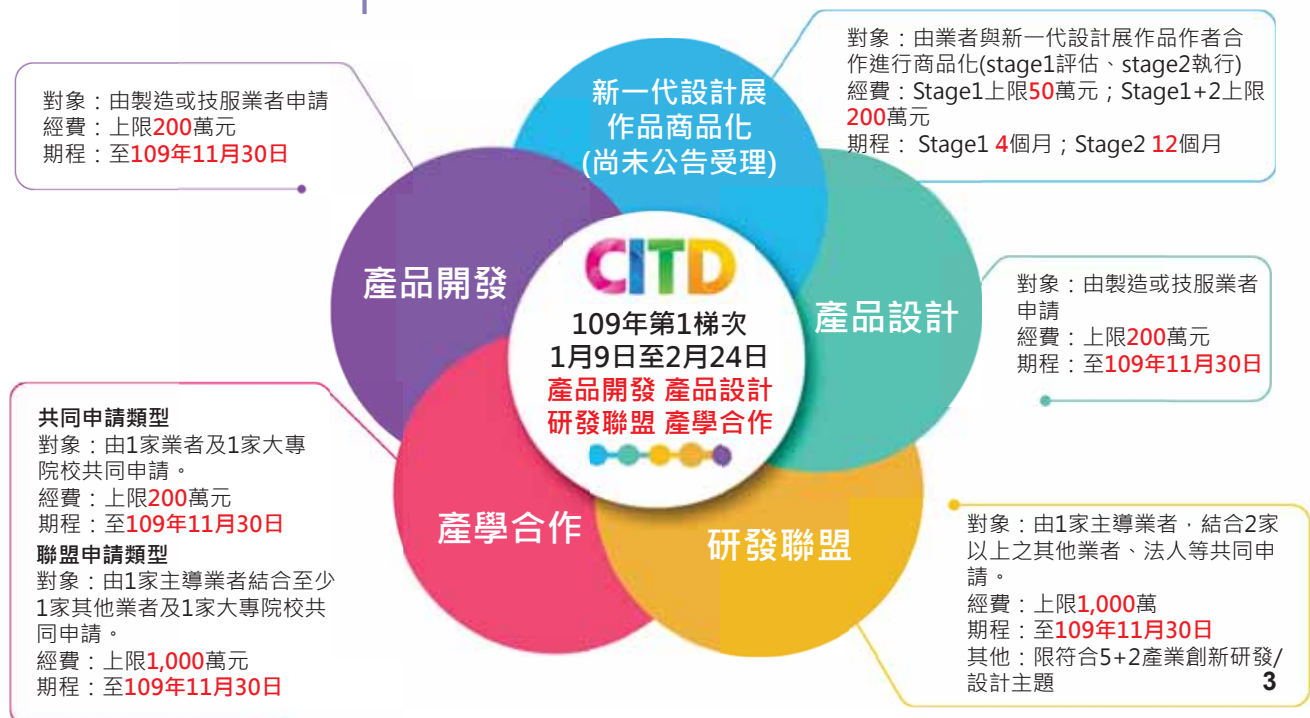 對象：由製造或技服業者申請
經費：上限200萬元
期程：至109年11月30日
新一代設計展
作品商品化
(尚未公告受理)
對象：由業者與新一代設計展作品作者合
作進行商品化(stage1評估、stage2執行)
經費：Stage1上限50萬元；Stage1+2上限
200萬元
期程： Stage1 4個月；Stage2 12個月
產品開發
CITD
109年第1梯次
1月9日至2月24日
產品開發 產品設計
研發聯盟 產學合作
產品設計
對象：由製造或技服業者
申請
經費：上限200萬元
期程：至109年11月30日
共同申請類型
對象：由1家業者及1家大專
院校共同申請。
經費：上限200萬元
期程：至109年11月30日
聯盟申請類型
對象：由1家主導業者結合至少
1家其他業者及1家大專院校共
同申請。
經費：上限1,000萬元
期程：至109年11月30日
產學合作
研發聯盟
對象：由1家主導業者，結合2家
以上之其他業者、法人等共同申
請。
經費：上限1,000萬
期程：至109年11月30日
其他：限符合5+2產業創新研發/
設計主題
3